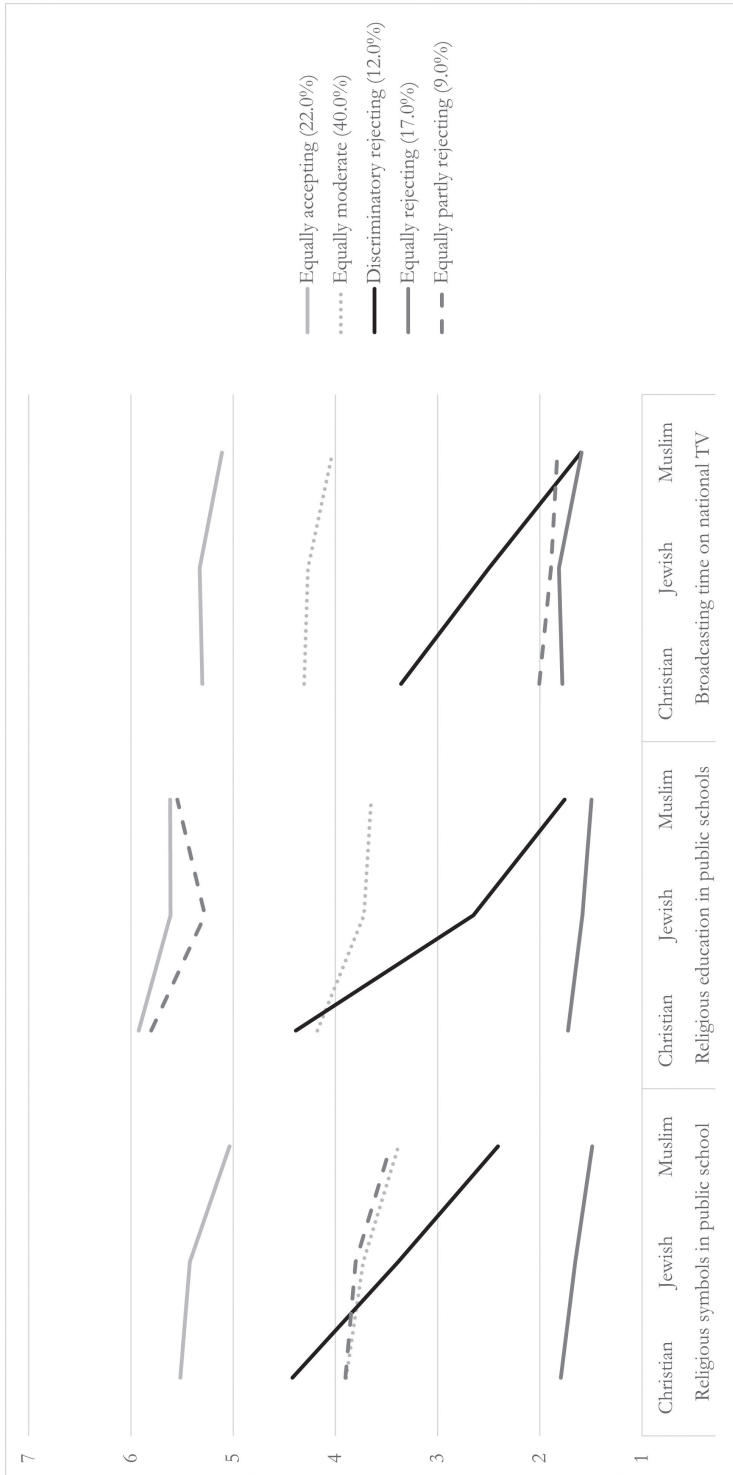 7
6
5
4
3
2
1
Christian Jewish Muslim Christian Jewish Muslim Christian Jewish Muslim
Religious symbols in public school Religious education in public schools Broadcasting time on national TV
Equally accepting (22.0%)
Equally moderate (40.0%)
Discriminatory rejecting (12.0%)
Equally rejecting (17.0%)
Equally partly rejecting (9.0%)